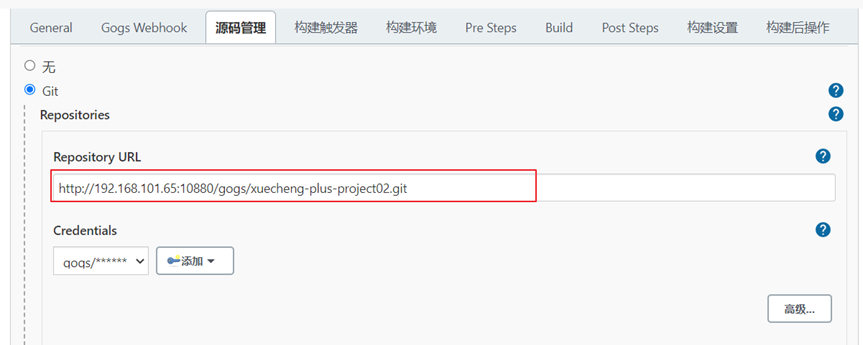 General Gogs Webhook 源码管理 构建触发器 构建环境 Pre Steps Build Post Steps 构建设置 构建后操作
无
Git
Repositories
Repository URL
http://192.168.101.65:10880/gogs/xuecheng-plus-project02.git
Credentials
gogs/****** 添加
高级...